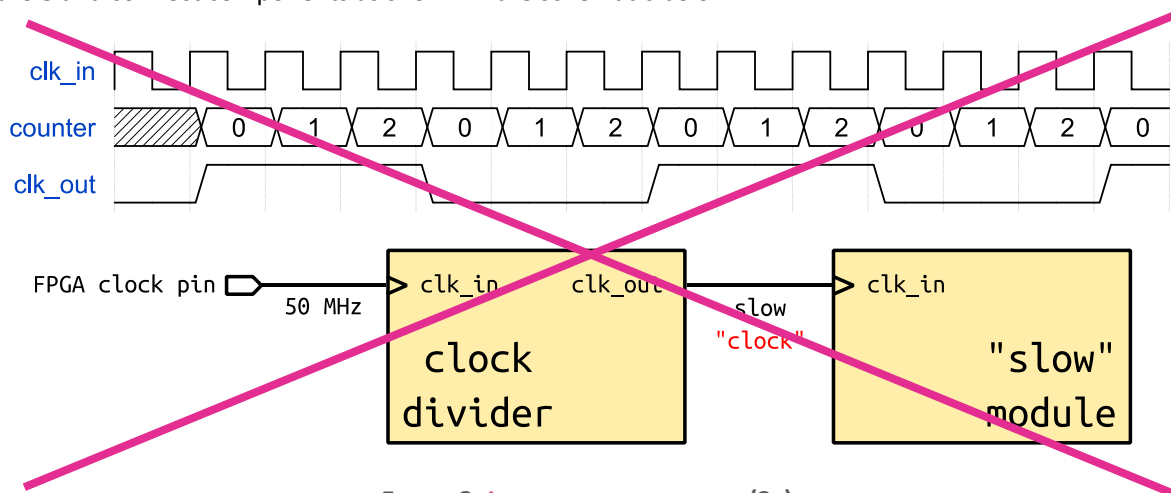 clk_in
counter 0 1 2 0 1 2 0 1 2 0 1 2 0
clk_out
FPGA clock pin clk_in clk_out clk_in
50 MHz slow
"clock"
clock "slow"
divider module